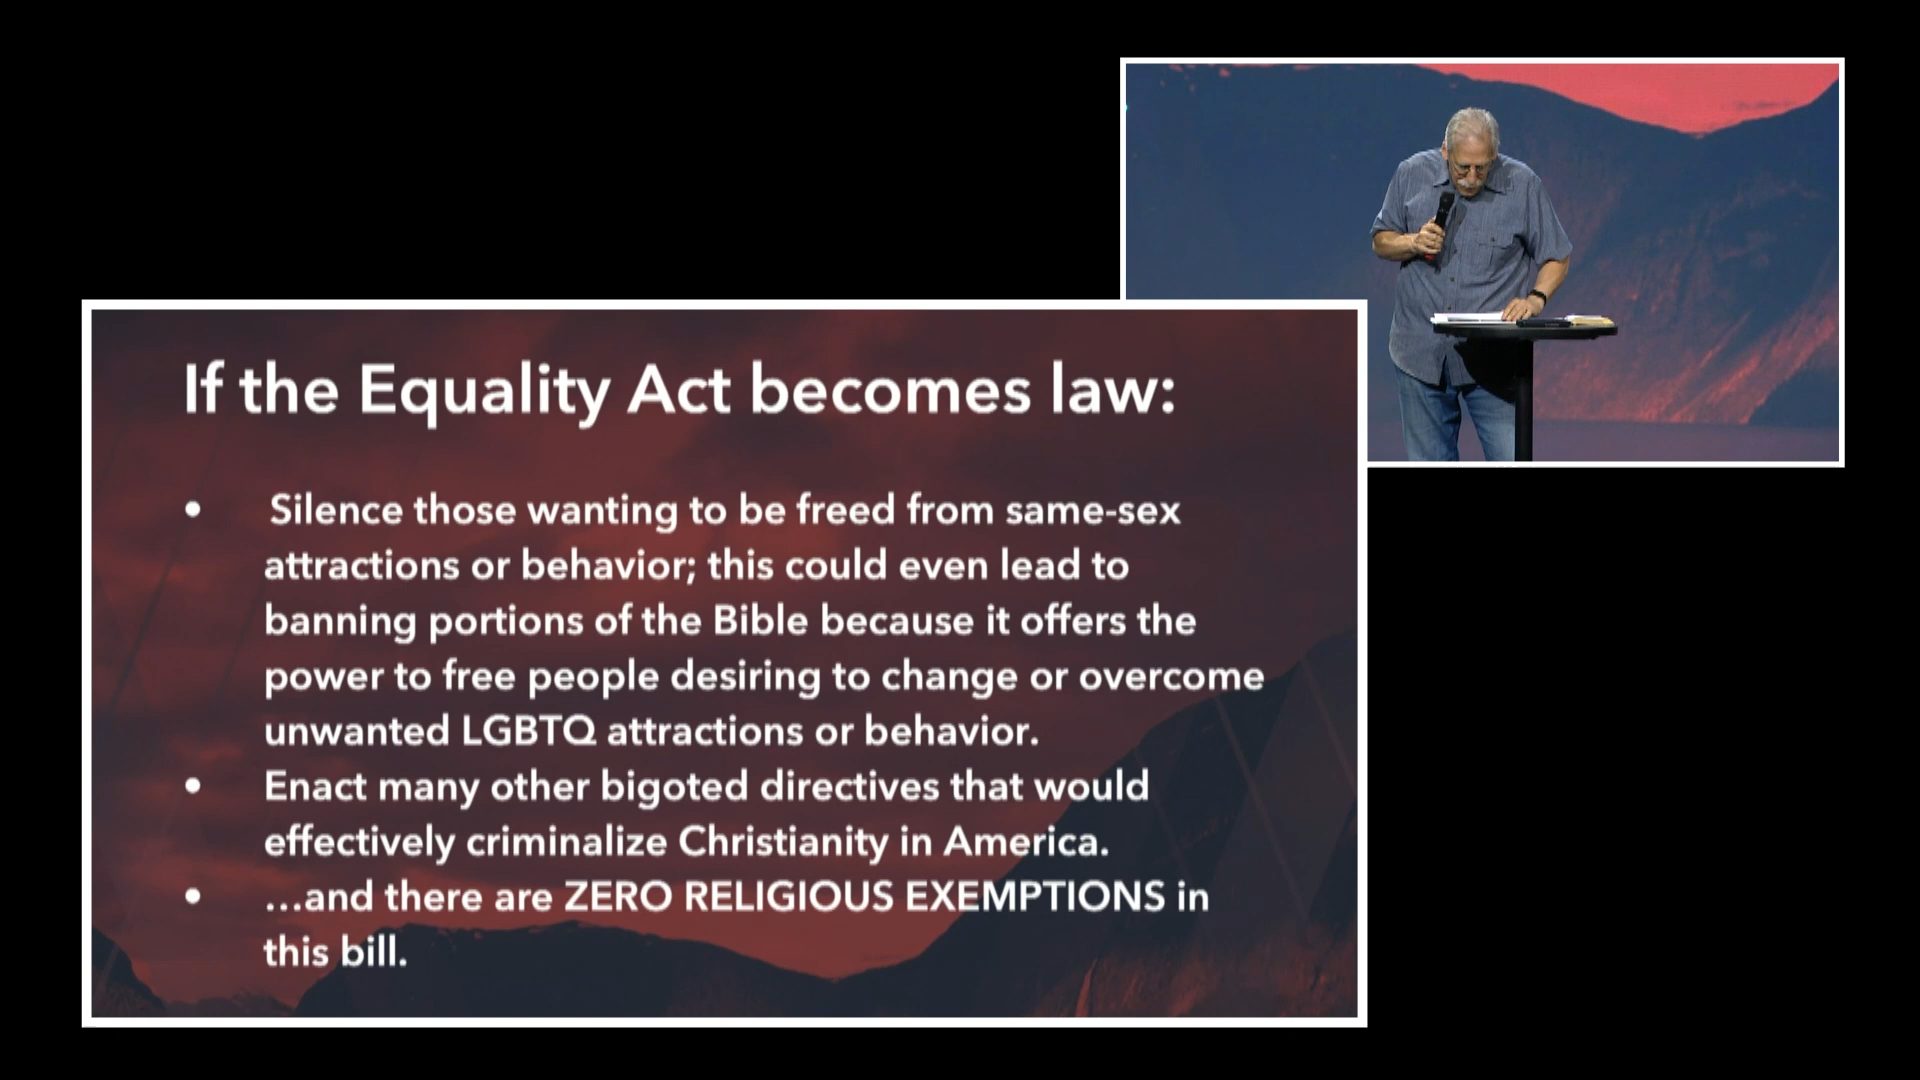 If the Equality Act becomes law:
• Silence those wanting to be freed from same-sex
attractions or behavior; this could even lead to
banning portions of the Bible because it offers the
power to free people desiring to change or overcome
unwanted LGBTQ attractions or behavior.
• Enact many other bigoted directives that would
effectively criminalize Christianity in America.
• …and there are ZERO RELIGIOUS EXEMPTIONS in
this bill.